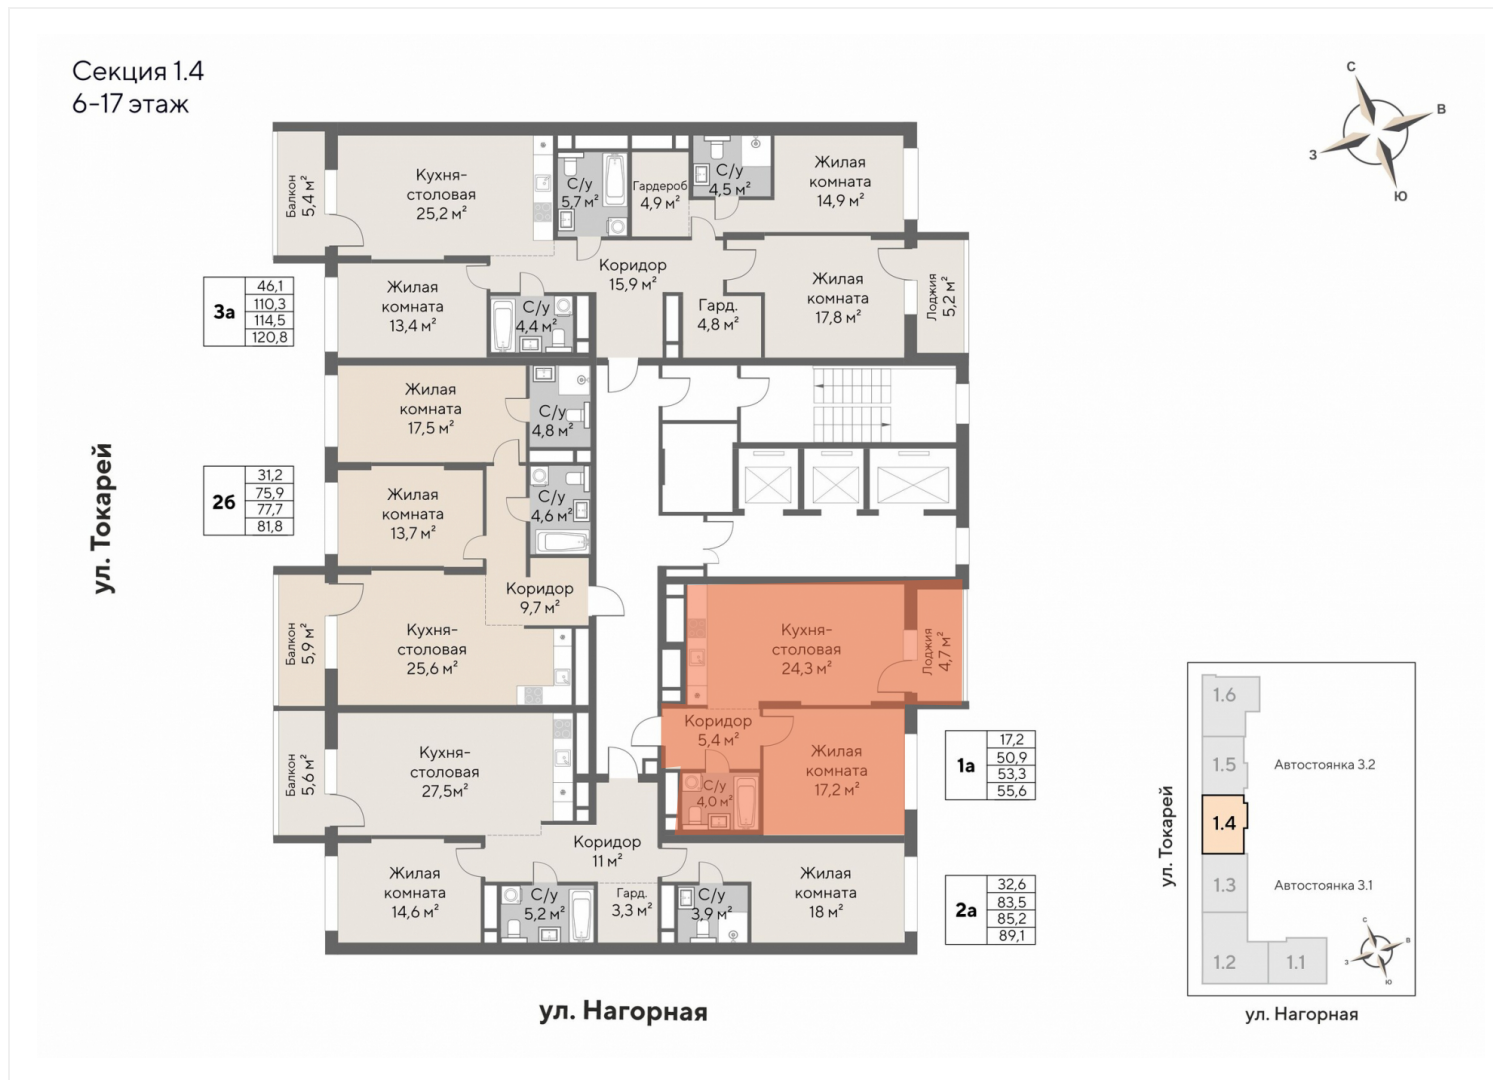 Секция 1.4
6-17 этаж
С
В
З
Ю
Балкон
5,4 м²
Кухня-
столовая
25,2 м²
С/у
5,7 м²
Гардероб
4,9 м²
С/у
4,5 м²
Жилая
комната
14,9 м²
Жилая
комната
13,4 м²
С/у
4,4 м²
Коридор
15,9 м²
Гард.
4,8 м²
Жилая
комната
17,8 м²
Лоджия
5,2 м²
3а
46,1
110,3
114,5
120,8
Жилая
комната
17,5 м²
С/у
4,8 м²
2б
31,2
75,9
77,7
81,8
Жилая
комната
13,7 м²
С/у
4,6 м²
ул. Токарей
Коридор
9,7 м²
Балкон
5,9 м²
Кухня-
столовая
25,6 м²
Кухня-
столовая
24,3 м²
Лоджия
4,7 м²
Коридор
5,4 м²
Жилая
комната
17,2 м²
С/у
4,0 м²
1а
17,2
50,9
53,3
55,6
Балкон
5,6 м²
Кухня-
столовая
27,5м²
Коридор
11 м²
Жилая
комната
14,6 м²
С/у
5,2 м²
Гард.
3,3 м²
С/у
3,9 м²
Жилая
комната
18 м²
2а
32,6
83,5
85,2
89,1
ул. Нагорная
1.6
1.5
Автостоянка 3.2
1.4
1.3
Автостоянка 3.1
1.2
1.1
С
В
З
Ю
ул. Токарей
ул. Нагорная